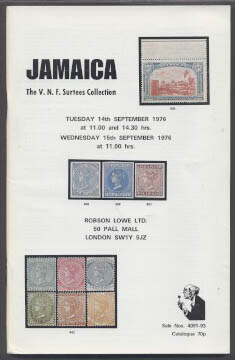 JAMAICA
The V. N. F. Surtees Collection
TUESDAY 14th SEPTEMBER 1976
at 11.00 and 14.30 hrs.
WEDNESDAY 15th SEPTEMBER 1976
at 11.00 hrs.
ROBSON LOWE LTD.
50 PALL MALL
LONDON SW1Y 5JZ
Sale Nos. 4091-93
Catalogue 70p